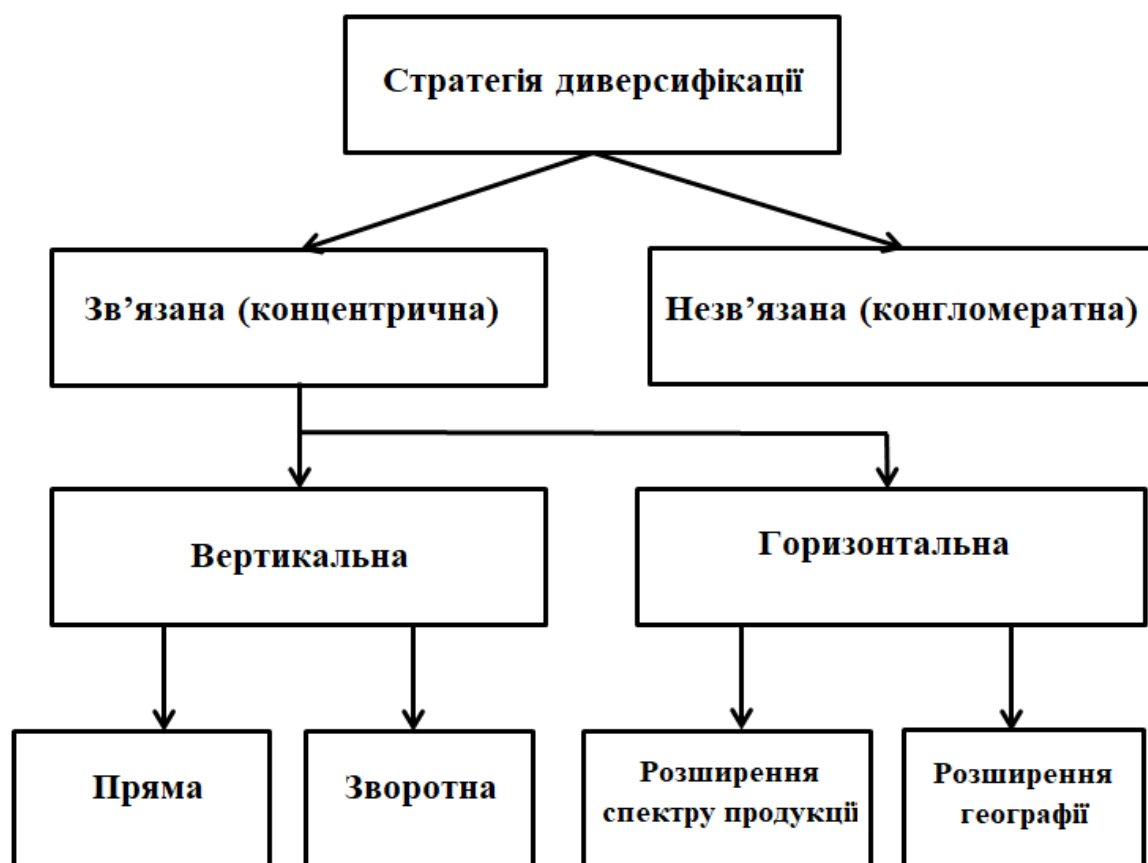 Стратегія диверсифікації
Зв’язана (концентрична)
Незв’язана (конгломератна)
Вертикальна
Горизонтальна
Пряма
Зворотна
Розширення
спектру продукції
Розширення
географії